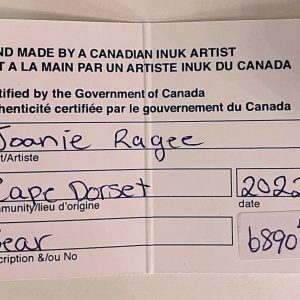 ND MADE BY A CANADIAN INUK ARTIST
T A LA MAIN PAR UN ARTISTE INUK DU CANADA
tified by the Government of Canada
thenticité certifiée par le gouvernement du Canada
Joanie Ragee
t/Artiste
Cape Dorset 2022
mmunity/lieu d'origine date
Bear 6890
scription &/ou No